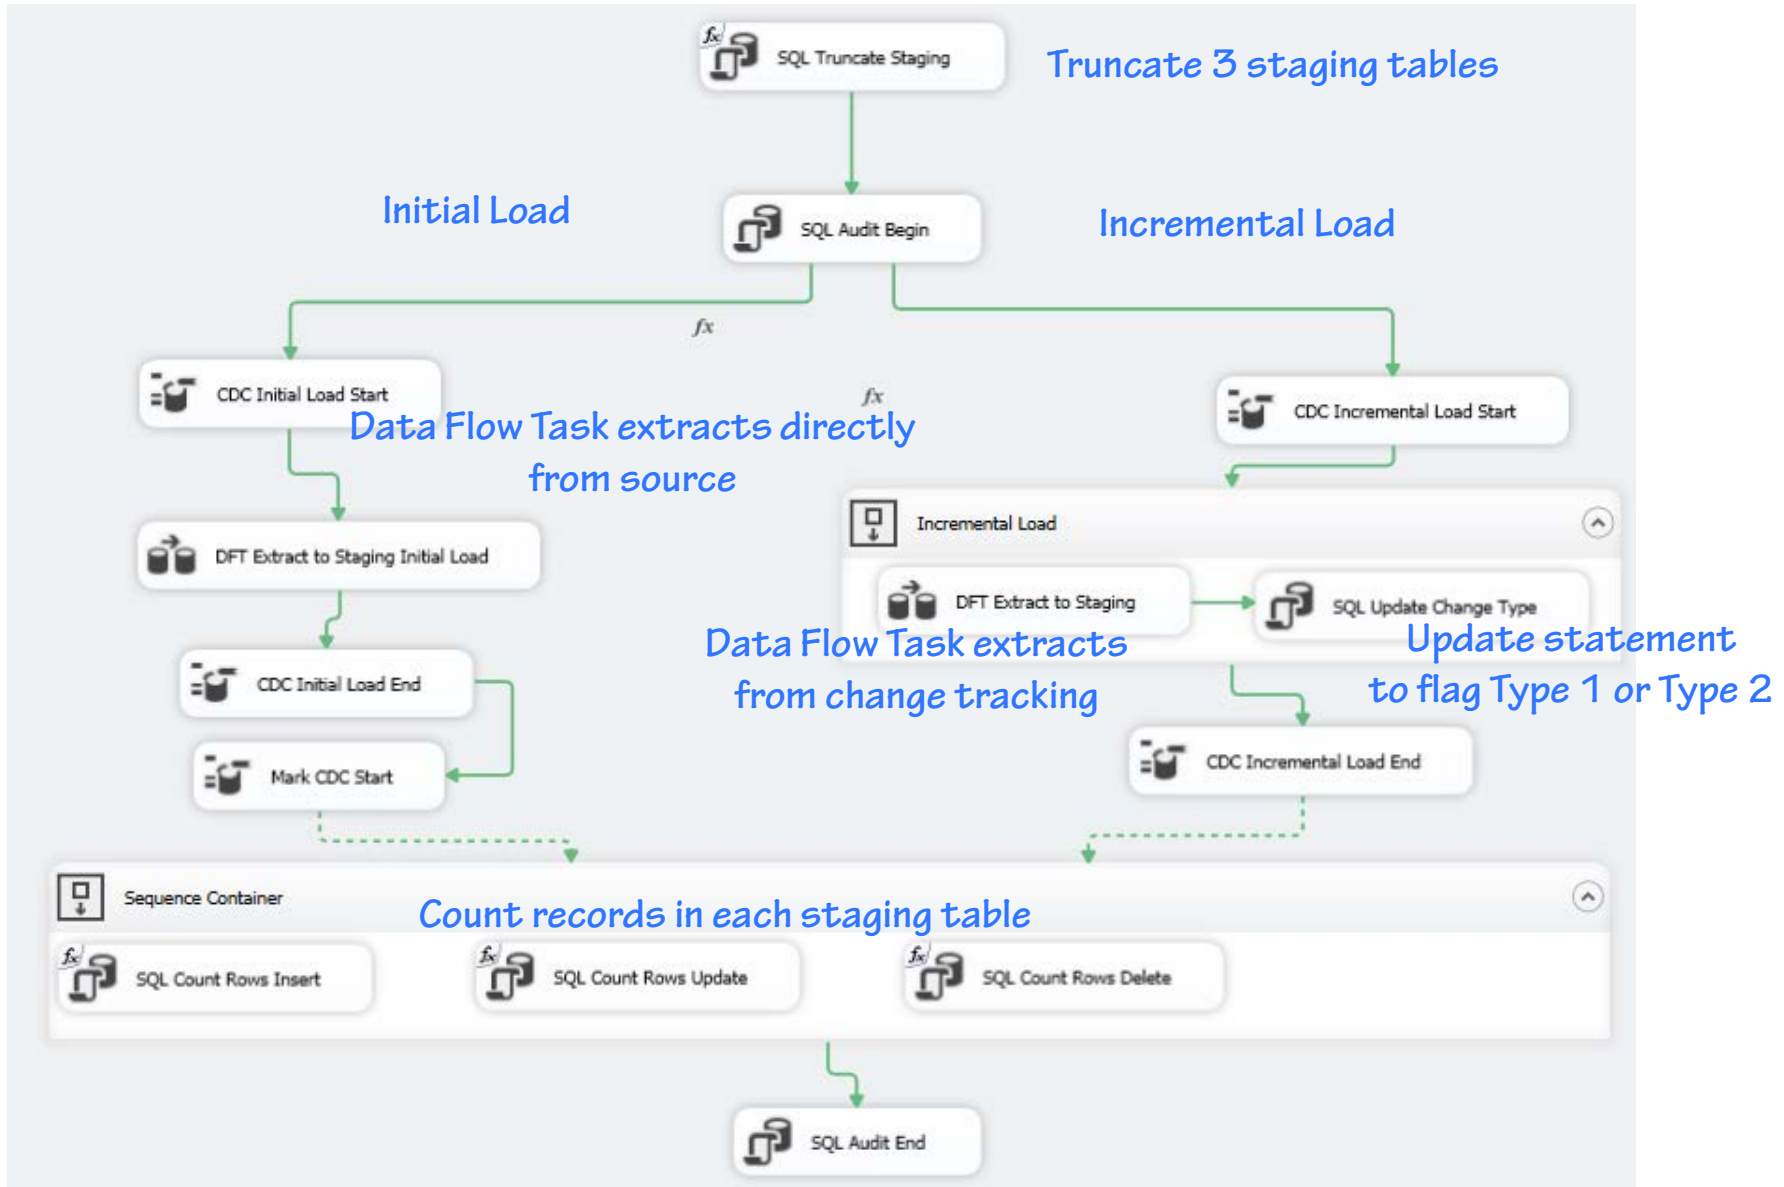 SQL Truncate Staging
Truncate 3 staging tables
Initial Load
SQL Audit Begin
Incremental Load
fx
CDC Initial Load Start
fx
CDC Incremental Load Start
Data Flow Task extracts directly
from source
DFT Extract to Staging Initial Load
Incremental Load
DFT Extract to Staging
SQL Update Change Type
Data Flow Task extracts
from change tracking
Update statement
to flag Type 1 or Type 2
CDC Initial Load End
Mark CDC Start
CDC Incremental Load End
Sequence Container
Count records in each staging table
fx
SQL Count Rows Insert
fx
SQL Count Rows Update
fx
SQL Count Rows Delete
SQL Audit End